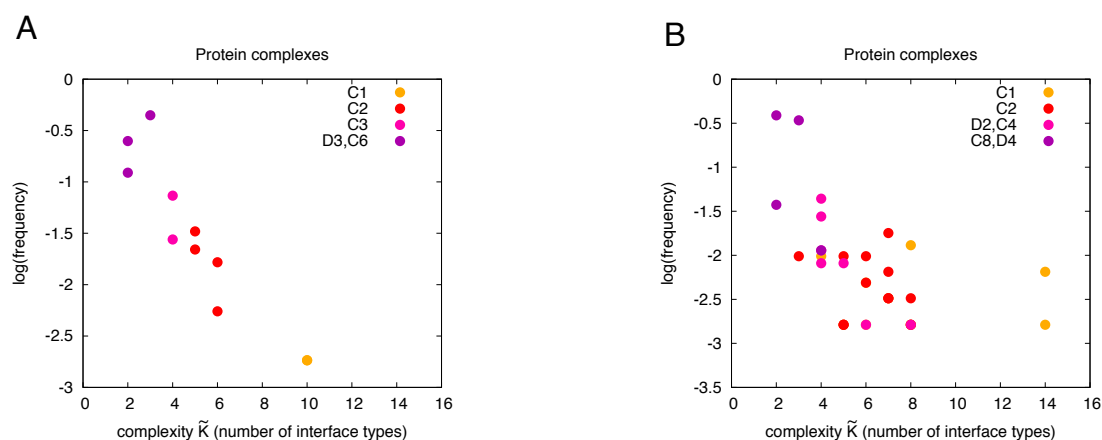 A
Protein complexes
0
-0.5
-1
-1.5
-2
-2.5
-3
log(frequency)
C1
C2
C3
D3,C6
0 2 4 6 8 10 12 14 16
complexity K̃ (number of interface types)
B
Protein complexes
0
-0.5
-1
-1.5
-2
-2.5
-3
-3.5
log(frequency)
C1
C2
D2,C4
C8,D4
0 2 4 6 8 10 12 14 16
complexity K̃ (number of interface types)